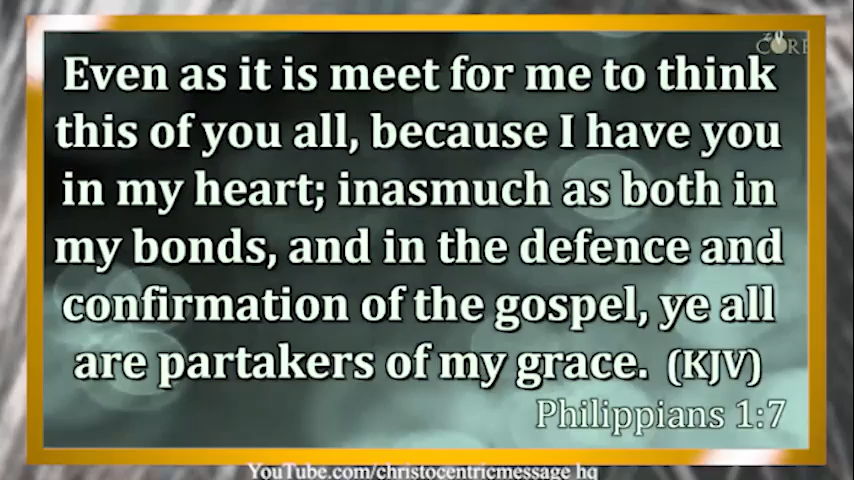 CORE
Even as it is meet for me to think
this of you all, because I have you
in my heart; inasmuch as both in
my bonds, and in the defence and
confirmation of the gospel, ye all
are partakers of my grace. (KJV)
Philippians 1:7
YouTube.com/christocentricmessage hq